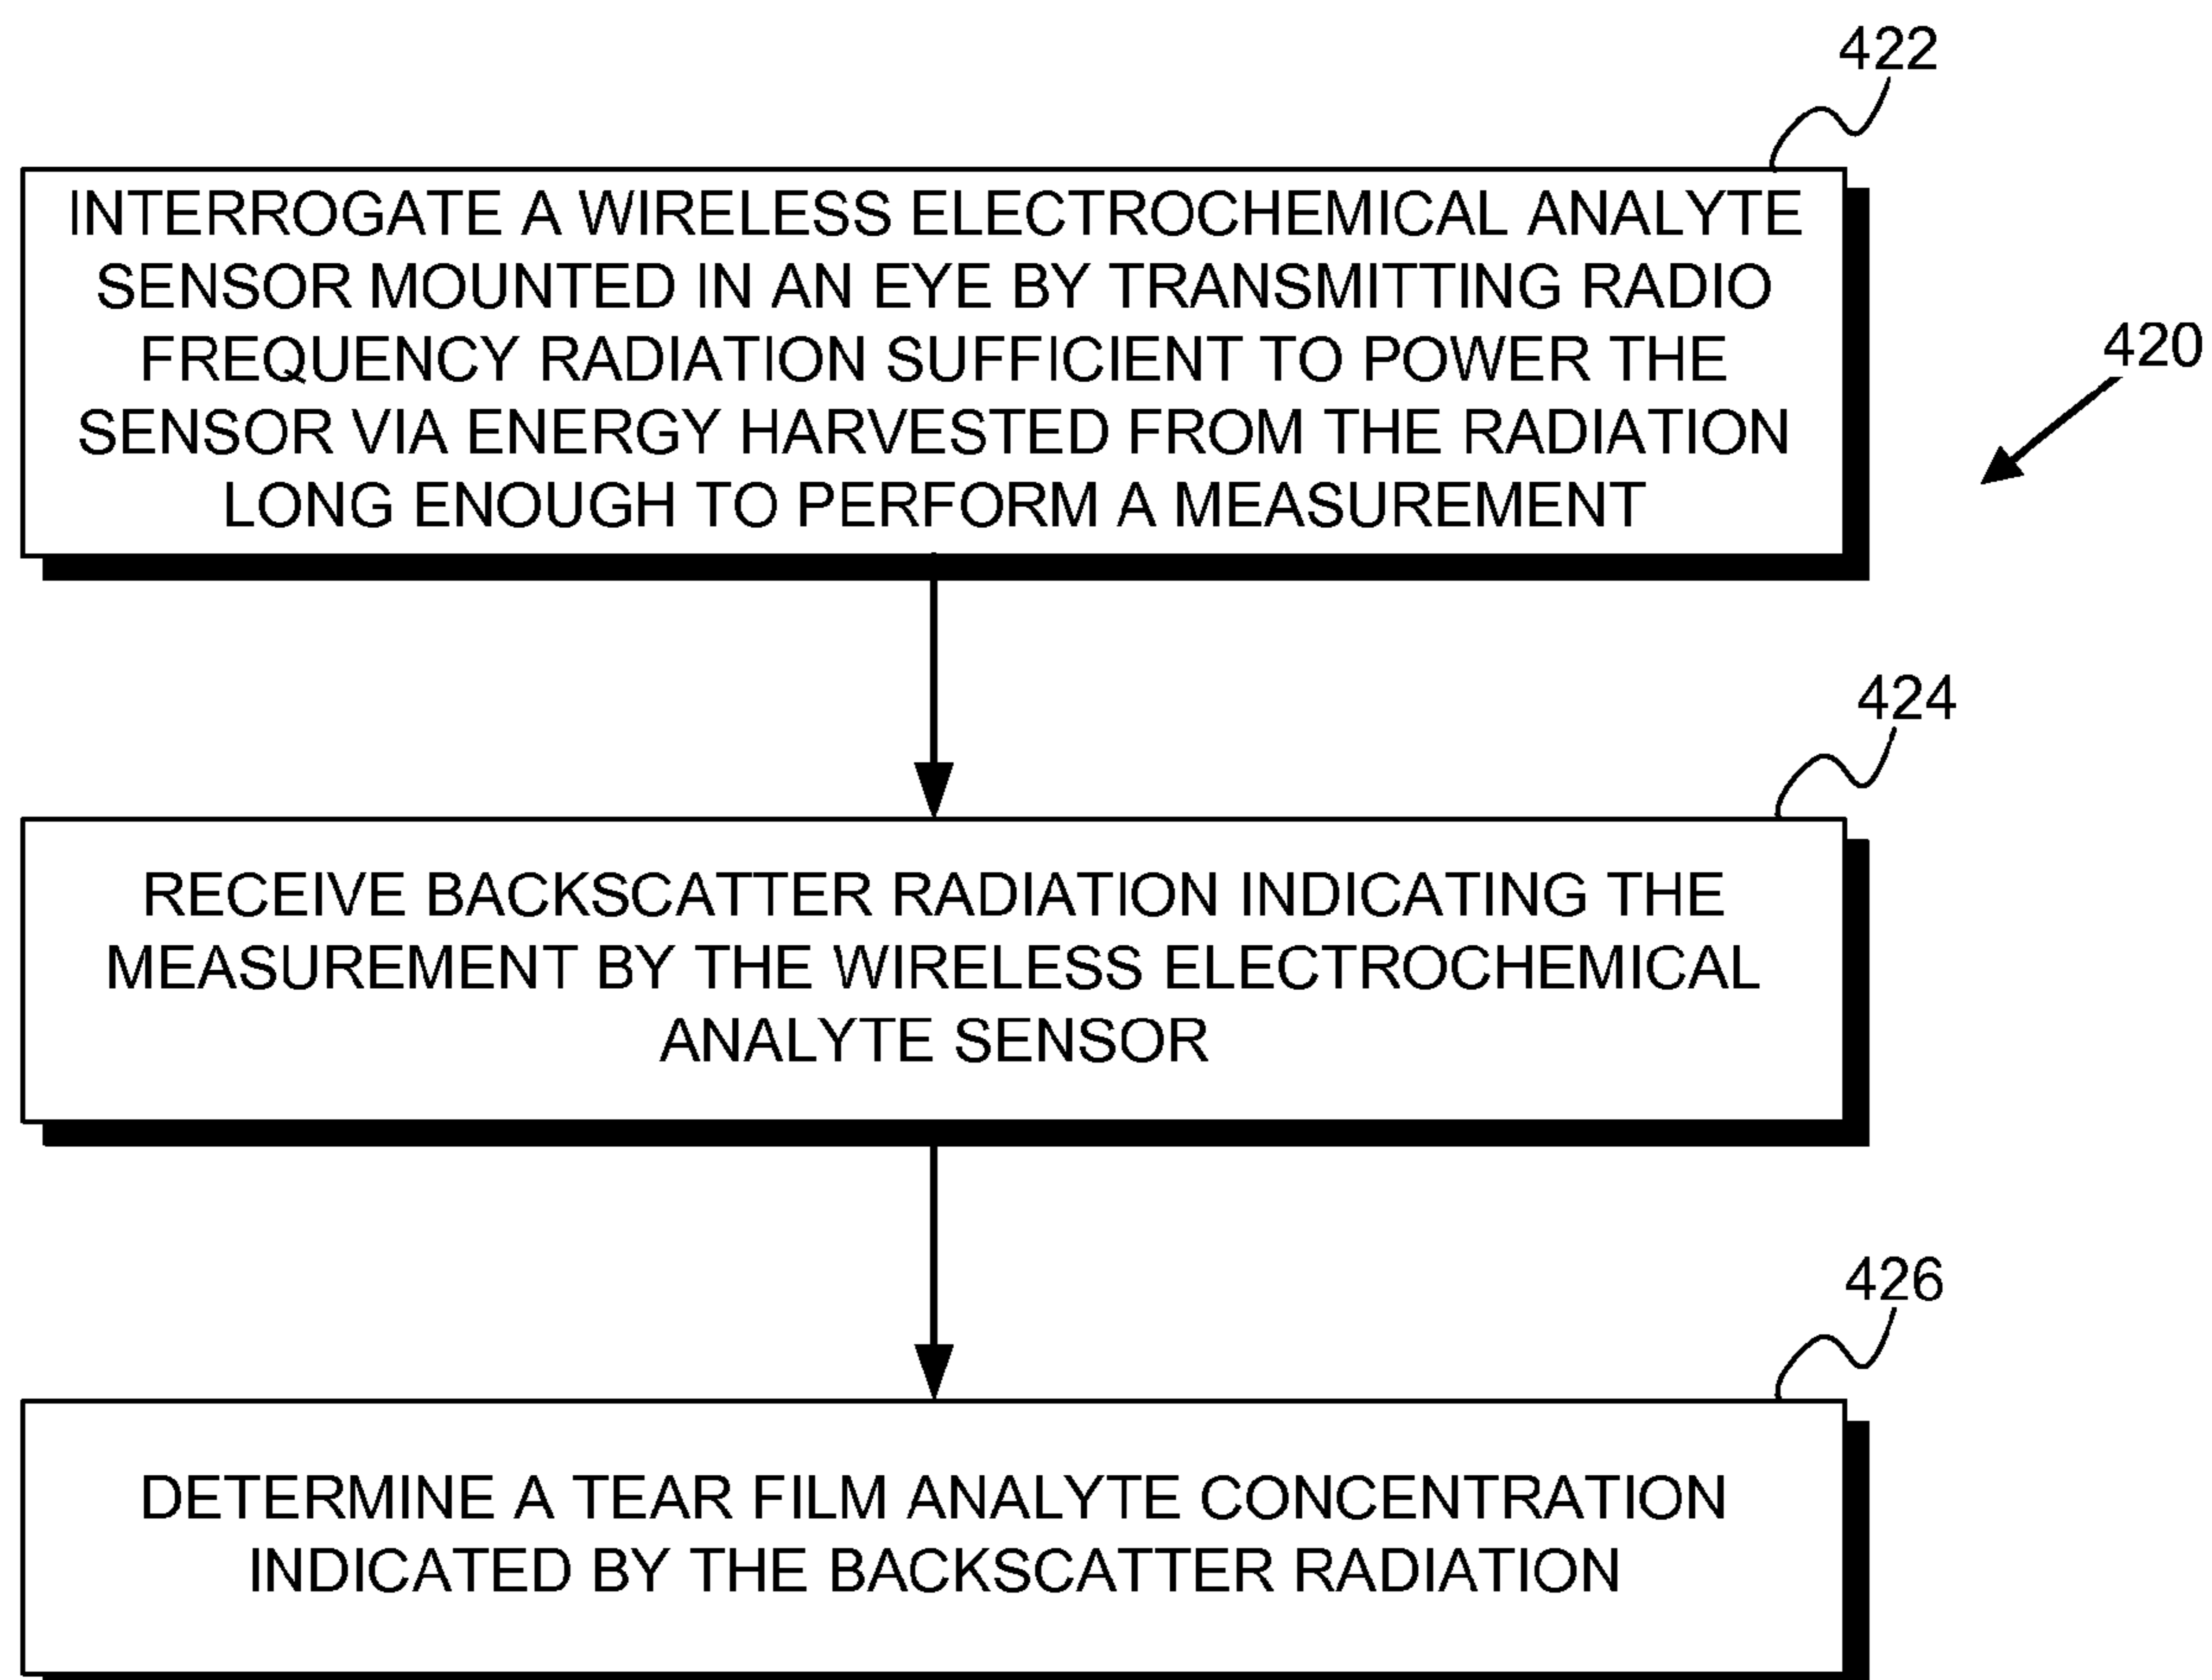 422
INTERROGATE A WIRELESS ELECTROCHEMICAL ANALYTE
SENSOR MOUNTED IN AN EYE BY TRANSMITTING RADIO
FREQUENCY RADIATION SUFFICIENT TO POWER THE
SENSOR VIA ENERGY HARVESTED FROM THE RADIATION
LONG ENOUGH TO PERFORM A MEASUREMENT
420
424
RECEIVE BACKSCATTER RADIATION INDICATING THE
MEASUREMENT BY THE WIRELESS ELECTROCHEMICAL
ANALYTE SENSOR
426
DETERMINE A TEAR FILM ANALYTE CONCENTRATION
INDICATED BY THE BACKSCATTER RADIATION